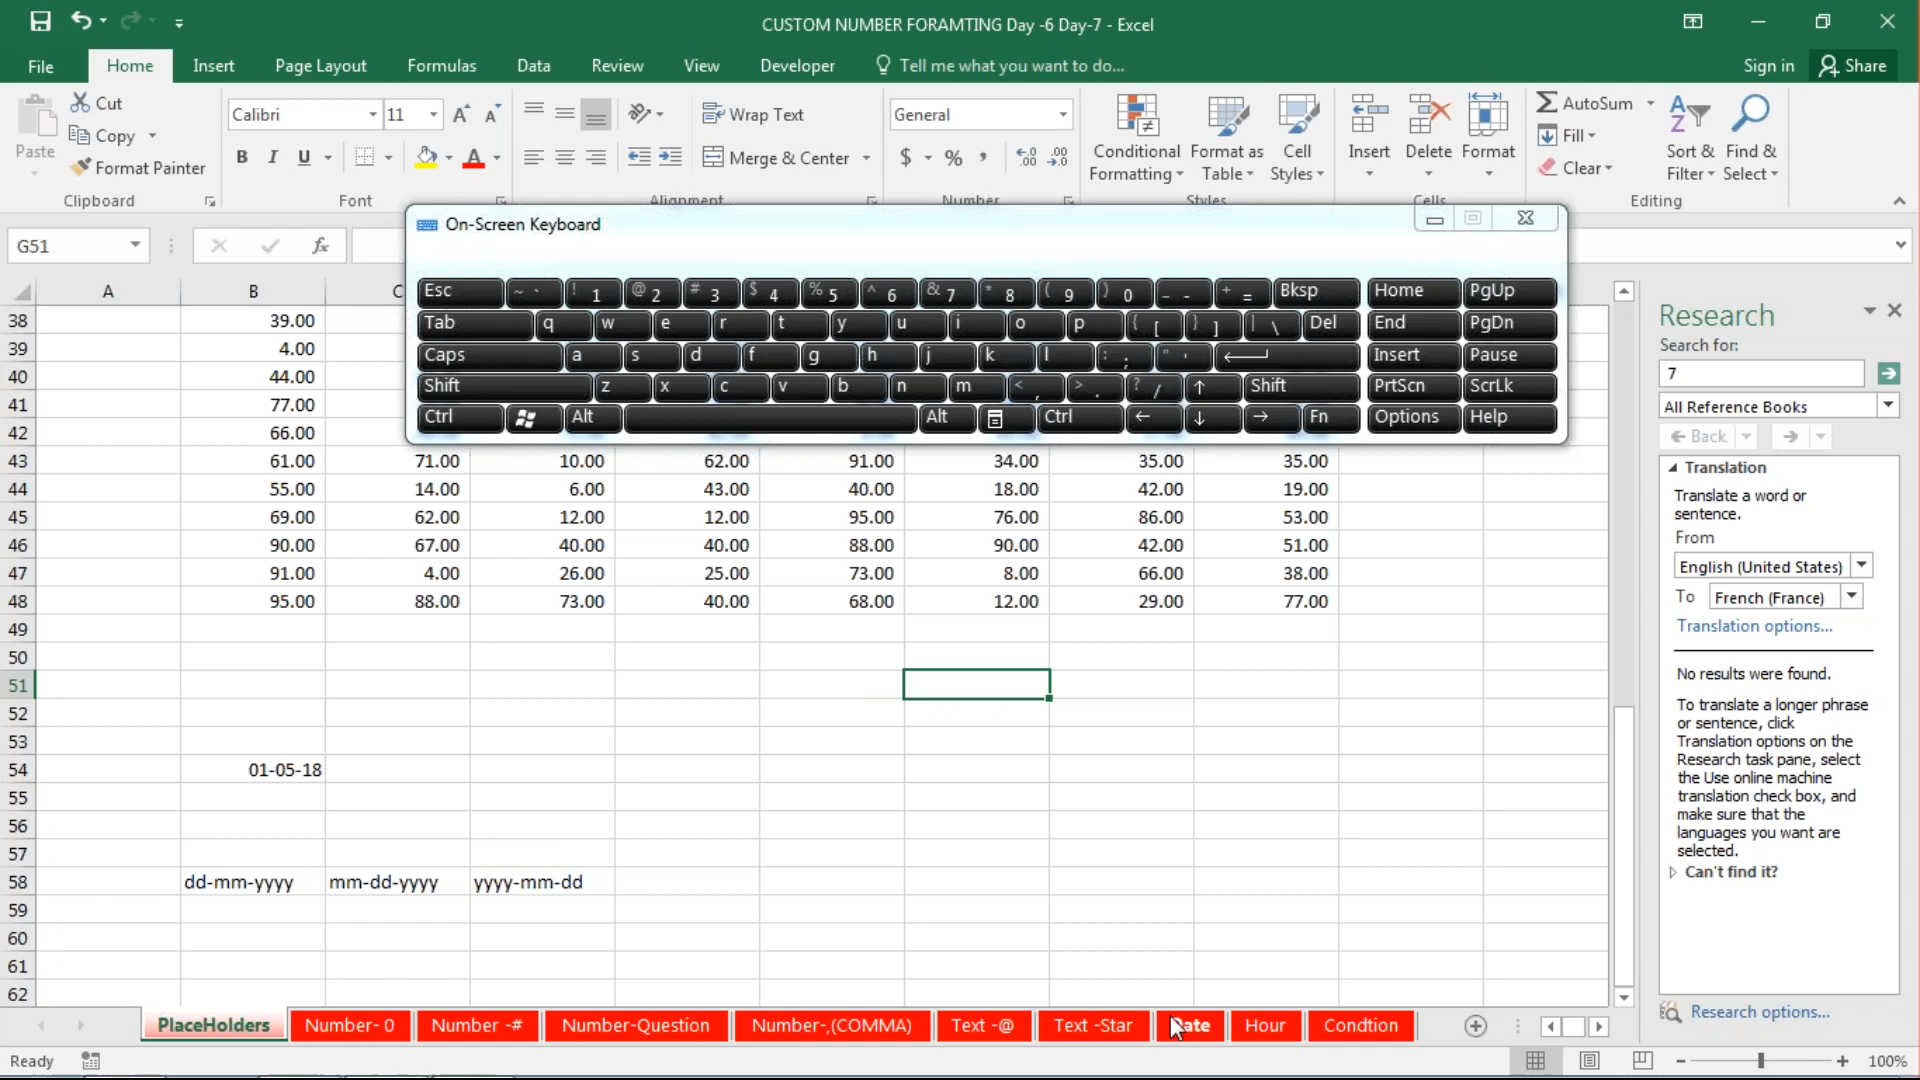 CUSTOM NUMBER FORAMTING Day -6 Day-7 - Excel
File Home Insert Page Layout Formulas Data Review View Developer Tell me what you want to do... Sign in Share
Paste
Cut
Copy
Format Painter
Clipboard
Calibri 11
B I U
Font
Wrap Text
Merge & Center
Alignment
General
$ % ,
Number
Conditional Formatting
Format as Table
Cell Styles
Styles
Insert Delete Format
Cells
AutoSum
Fill
Clear
Sort & Filter
Find & Select
Editing
G51 fx
On-Screen Keyboard
Esc ~ ` ! 1 @ 2 # 3 $ 4 % 5 ^ 6 & 7 * 8 ( 9 ) 0 _ - + = Bksp Home PgUp
Tab q w e r t y u i o p { [ } ] | \ Del End PgDn
Caps a s d f g h j k l : ; " ' Insert Pause
Shift z x c v b n m < , > . ? / ↑ Shift PrtScn ScrLk
Ctrl Alt Alt Ctrl ← ↓ → Fn Options Help
A B C
38 39.00
39 4.00
40 44.00
41 77.00
42 66.00
43 61.00 71.00 10.00 62.00 91.00 34.00 35.00 35.00
44 55.00 14.00 6.00 43.00 40.00 18.00 42.00 19.00
45 69.00 62.00 12.00 12.00 95.00 76.00 86.00 53.00
46 90.00 67.00 40.00 40.00 88.00 90.00 42.00 51.00
47 91.00 4.00 26.00 25.00 73.00 8.00 66.00 38.00
48 95.00 88.00 73.00 40.00 68.00 12.00 29.00 77.00
49
50
51
52
53
54 01-05-18
55
56
57
58 dd-mm-yyyy mm-dd-yyyy yyyy-mm-dd
59
60
61
62
Research
Search for:
7
All Reference Books
Back
Translation
Translate a word or
sentence.
From
English (United States)
To French (France)
Translation options...
No results were found.
To translate a longer phrase
or sentence, click
Translation options on the
Research task pane, select
the Use online machine
translation check box, and
make sure that the
languages you want are
selected.
Can't find it?
Research options...
PlaceHolders Number- 0 Number -# Number-Question Number-,(COMMA) Text -@ Text -Star Hour Condtion
Ready 100%